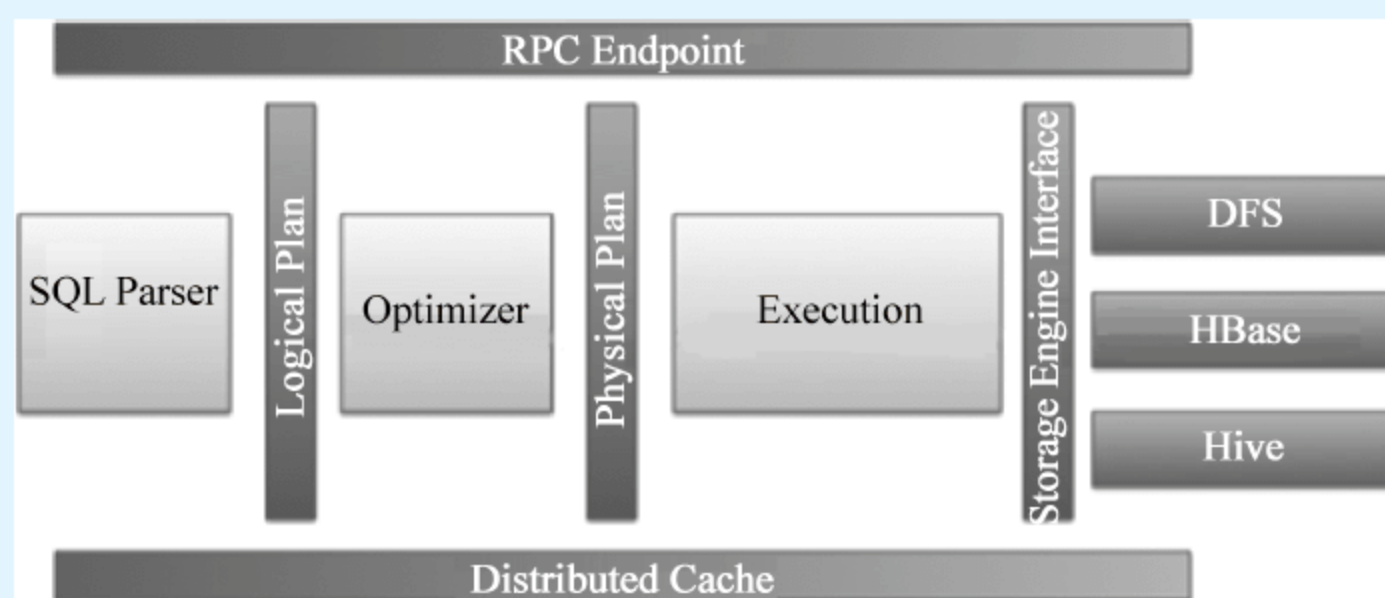 RPC Endpoint
SQL Parser
Logical Plan
Optimizer
Physical Plan
Execution
Storage Engine Interface
DFS
HBase
Hive
Distributed Cache